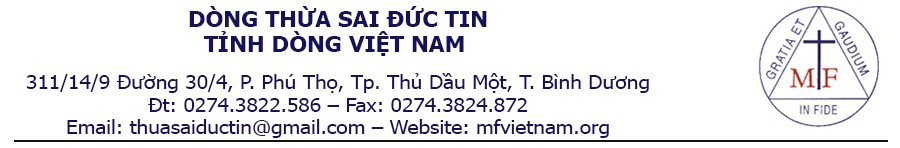 DÒNG THỪA SAI ĐỨC TIN
TỈNH DÒNG VIỆT NAM
311/14/9 Đường 30/4, P. Phú Thọ, Tp. Thủ Dầu Một, T. Bình Dương
Đt: 0274.3822.586 – Fax: 0274.3824.872
Email: thuasaiductin@gmail.com – Website: mfvietnam.org
GRATIA ET GAUDIUM
M F
IN FIDE